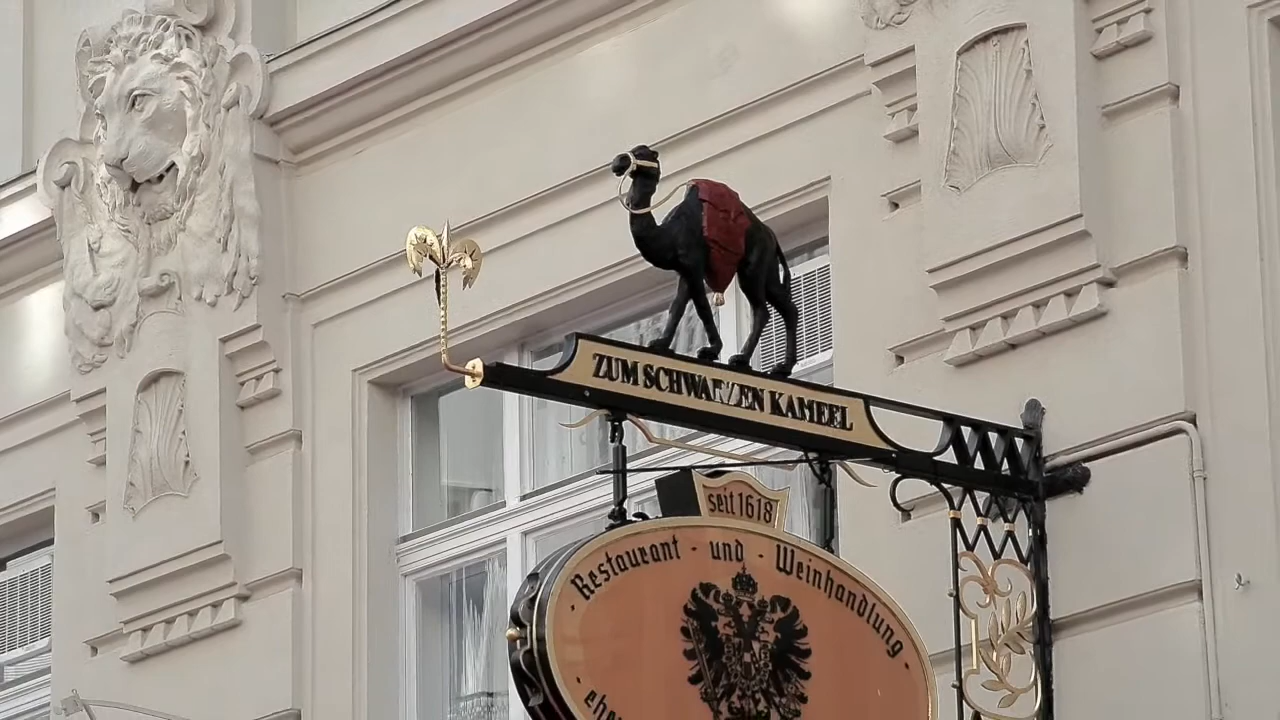 ZUM SCHWARZEN KAMEEL
seit 1618
· Restaurant · und · Weinhandlung ·